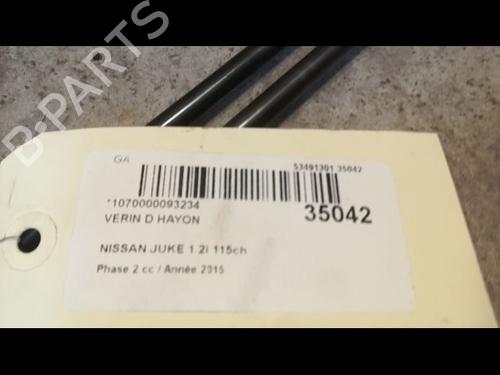 B-PARTS
GA
53491301 35042
*1070000093234
35042
VERIN D HAYON
NISSAN JUKE 1.2i 115ch
Phase 2 cc / Année 2015